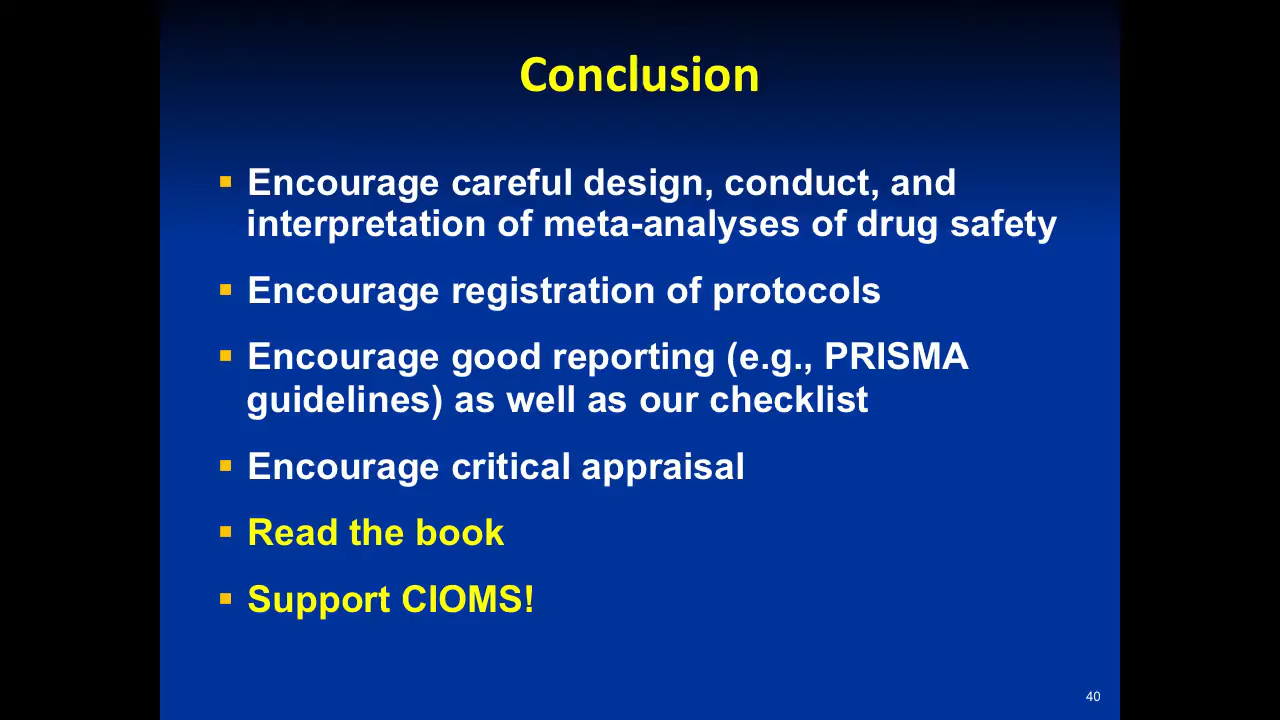 Conclusion
▪ Encourage careful design, conduct, and
interpretation of meta-analyses of drug safety
▪ Encourage registration of protocols
▪ Encourage good reporting (e.g., PRISMA
guidelines) as well as our checklist
▪ Encourage critical appraisal
▪ Read the book
▪ Support CIOMS!
40